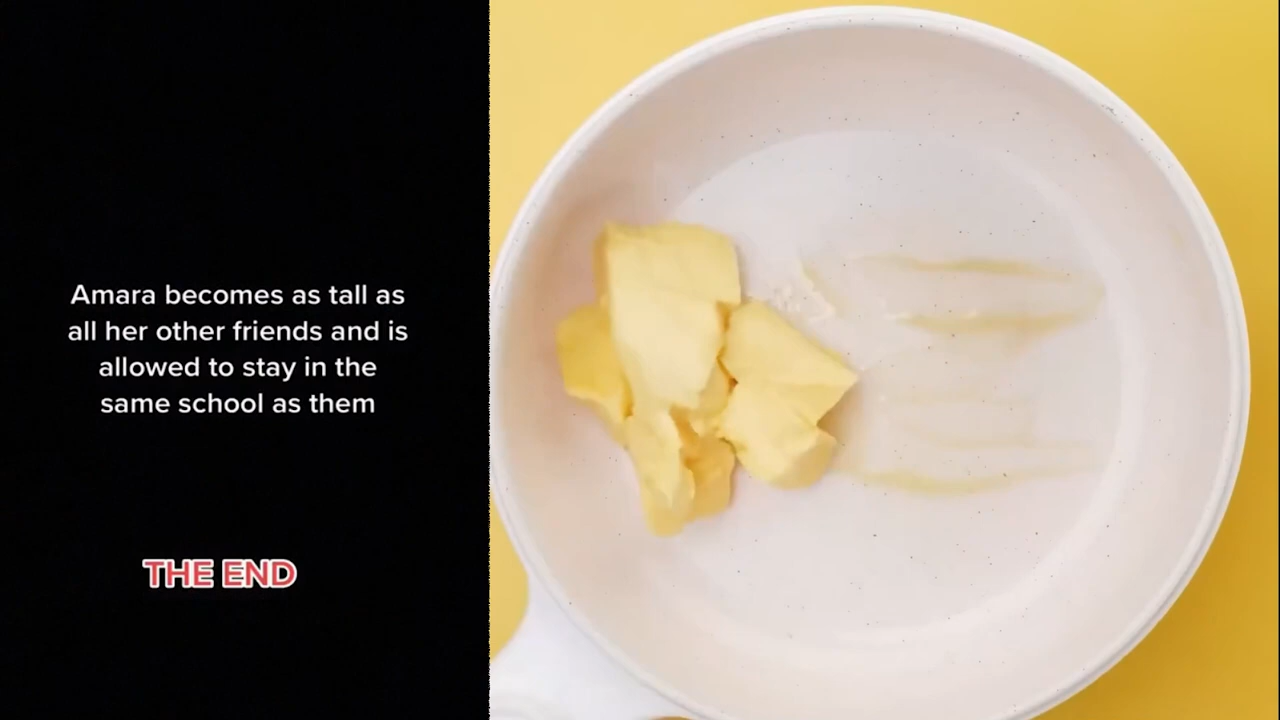 Amara becomes as tall as
all her other friends and is
allowed to stay in the
same school as them
THE END